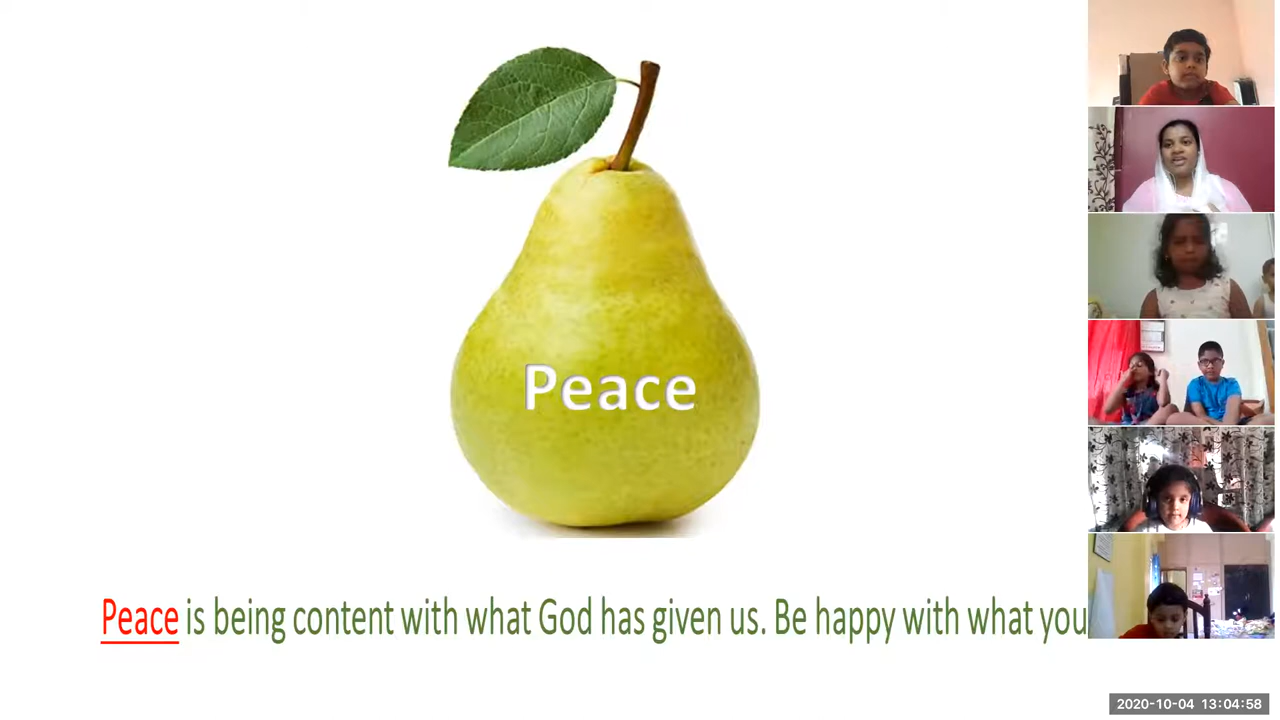 Peace
Peace is being content with what God has given us. Be happy with what you
2020-10-04 13:04:58